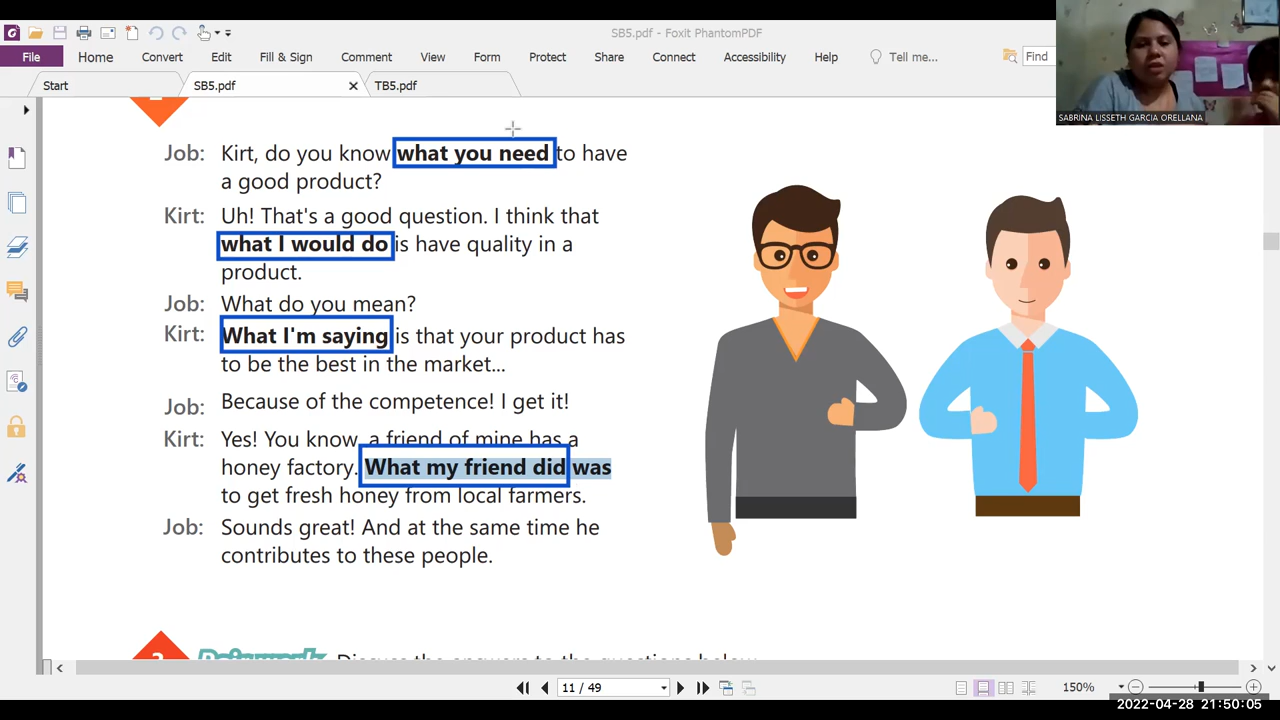 SB5.pdf - Foxit PhantomPDF
File Home Convert Edit Fill & Sign Comment View Form Protect Share Connect Accessibility Help Tell me... Find
Start SB5.pdf TB5.pdf
SABRINA LISSETH GARCIA ORELLANA
Job: Kirt, do you know what you need to have
a good product?
Kirt: Uh! That's a good question. I think that
what I would do is have quality in a
product.
Job: What do you mean?
Kirt: What I'm saying is that your product has
to be the best in the market...
Job: Because of the competence! I get it!
Kirt: Yes! You know, a friend of mine has a
honey factory. What my friend did was
to get fresh honey from local farmers.
Job: Sounds great! And at the same time he
contributes to these people.
11 / 49
150%
2022-04-28 21:50:05